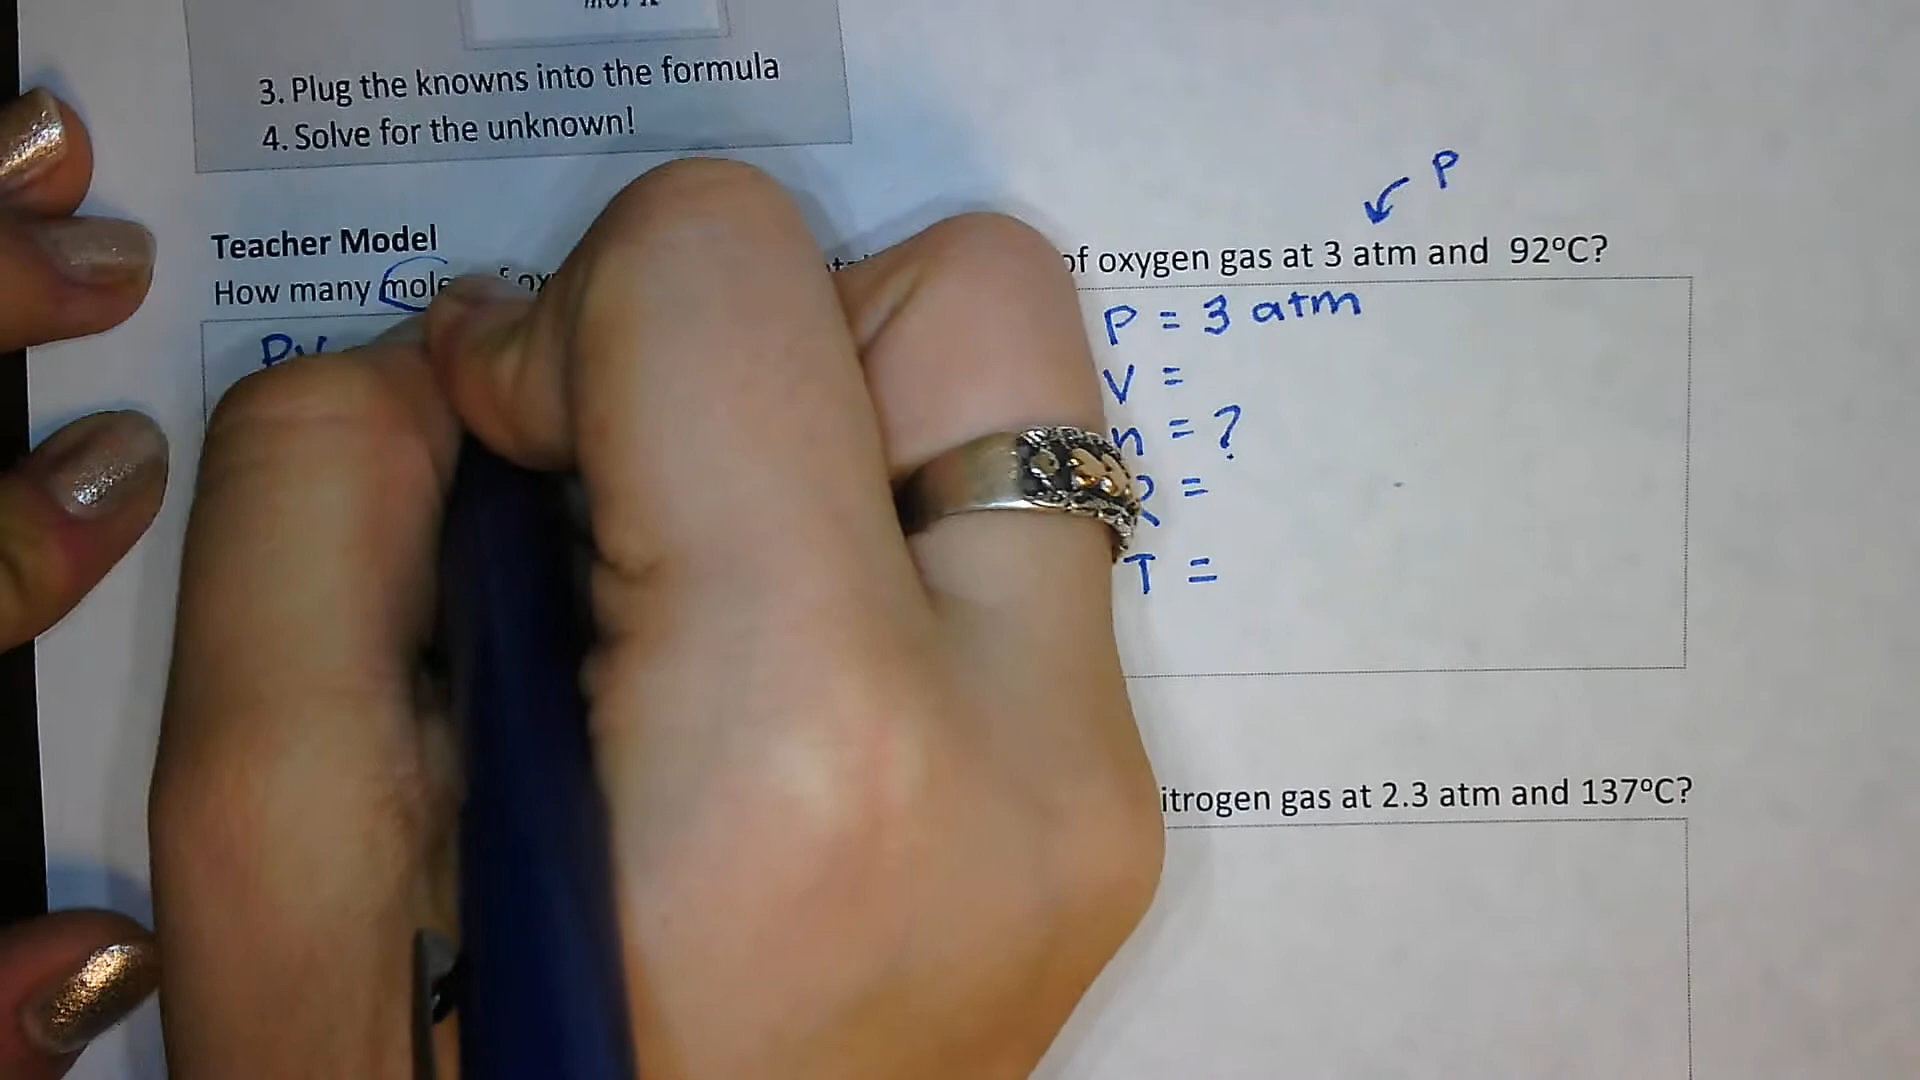 3. Plug the knowns into the formula
4. Solve for the unknown!
P
Teacher Model
How many of oxygen gas at 3 atm and 92°C?
P = 3 atm
V =
n = ?
R =
T =
gas at 2.3 atm and 137°C?